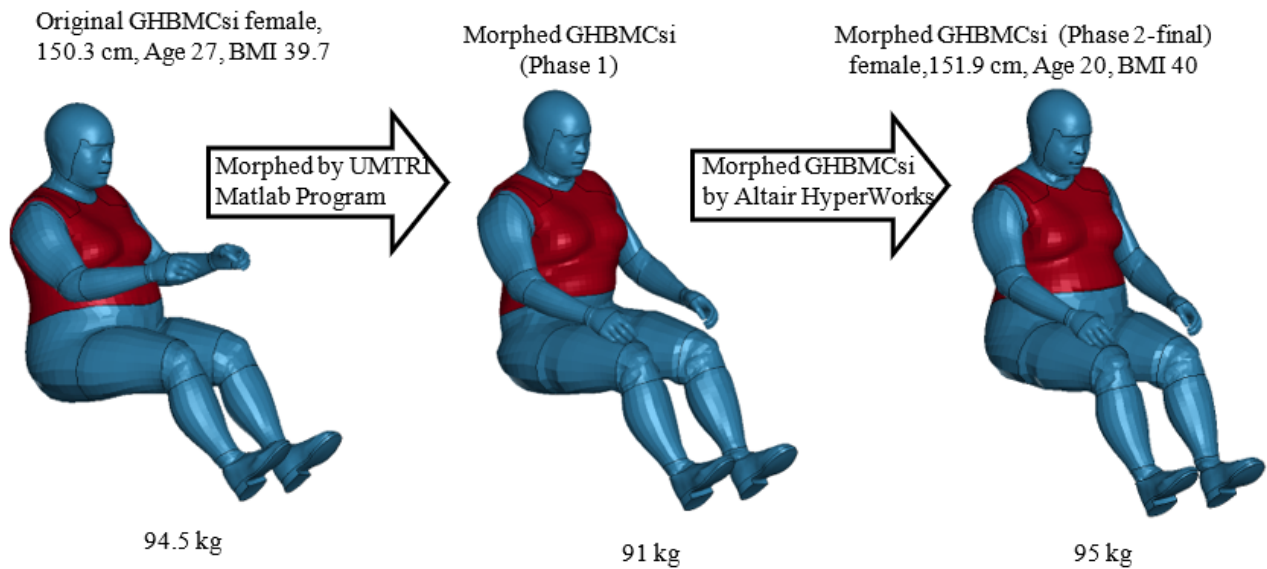 Original GHBMCsi female,
150.3 cm, Age 27, BMI 39.7
Morphed by UMTRI
Matlab Program
Morphed GHBMCsi
(Phase 1)
Morphed GHBMCsi
by Altair HyperWorks
Morphed GHBMCsi (Phase 2-final)
female,151.9 cm, Age 20, BMI 40
94.5 kg
91 kg
95 kg